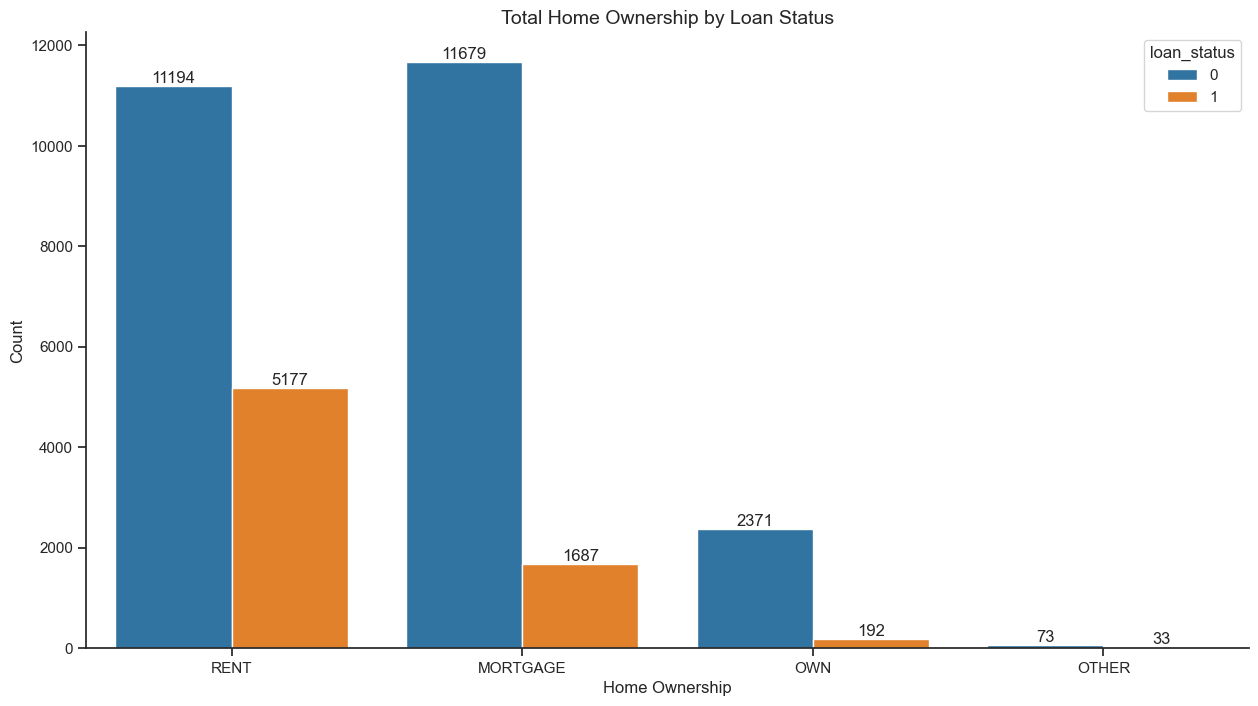 Total Home Ownership by Loan Status
loan_status
0
1
Count
12000
10000
8000
6000
4000
2000
0
11194
5177
11679
1687
2371
192
73
33
RENT
MORTGAGE
OWN
OTHER
Home Ownership